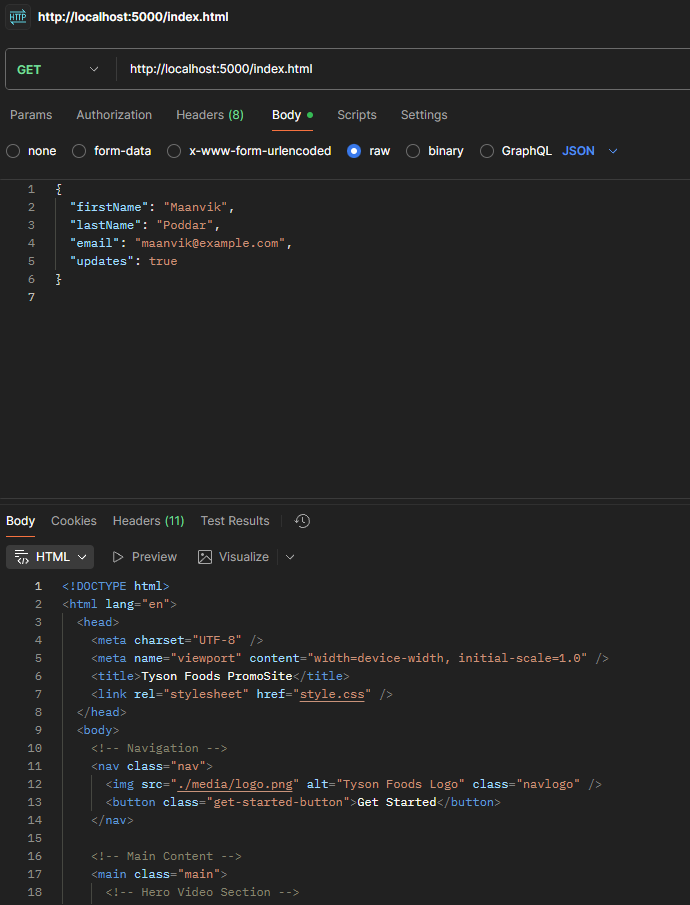 HTTP http://localhost:5000/index.html
GET http://localhost:5000/index.html
Params Authorization Headers (8) Body Scripts Settings
none form-data x-www-form-urlencoded raw binary GraphQL JSON
1 {
2 "firstName": "Maanvik",
3 "lastName": "Poddar",
4 "email": "maanvik@example.com",
5 "updates": true
6 }
7
Body Cookies Headers (11) Test Results
HTML Preview Visualize
1 <!DOCTYPE html>
2 <html lang="en">
3 <head>
4 <meta charset="UTF-8" />
5 <meta name="viewport" content="width=device-width, initial-scale=1.0" />
6 <title>Tyson Foods PromoSite</title>
7 <link rel="stylesheet" href="style.css" />
8 </head>
9 <body>
10 <!-- Navigation -->
11 <nav class="nav">
12 <img src="./media/logo.png" alt="Tyson Foods Logo" class="navlogo" />
13 <button class="get-started-button">Get Started</button>
14 </nav>
15
16 <!-- Main Content -->
17 <main class="main">
18 <!-- Hero Video Section -->